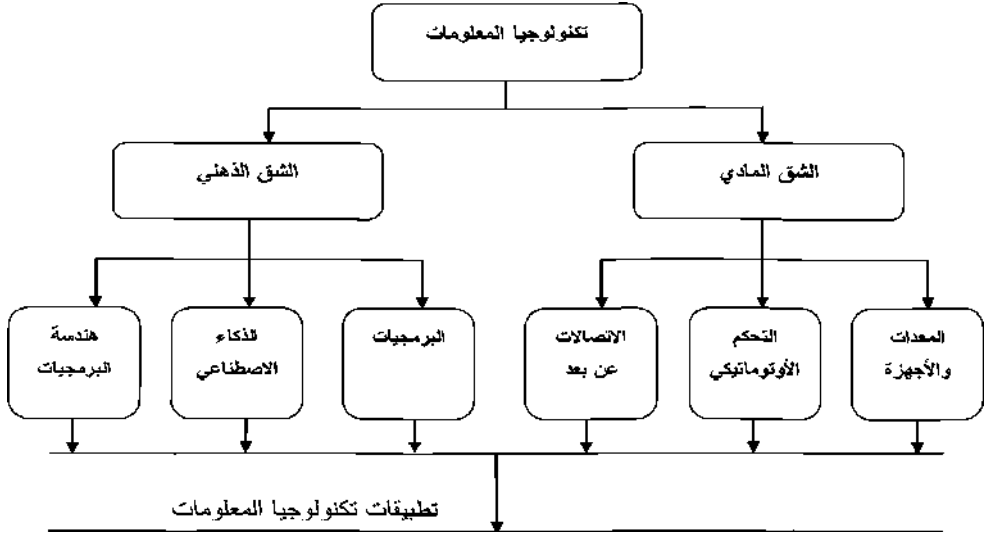 تكنولوجيا المعلومات
الشق المادي
الشق الذهني
المعدات
والأجهزة
التحكم
الأوتوماتيكي
الاتصالات
عن بعد
البرمجيات
الذكاء
الاصطناعي
هندسة
البرمجيات
تطبيقات تكنولوجيا المعلومات